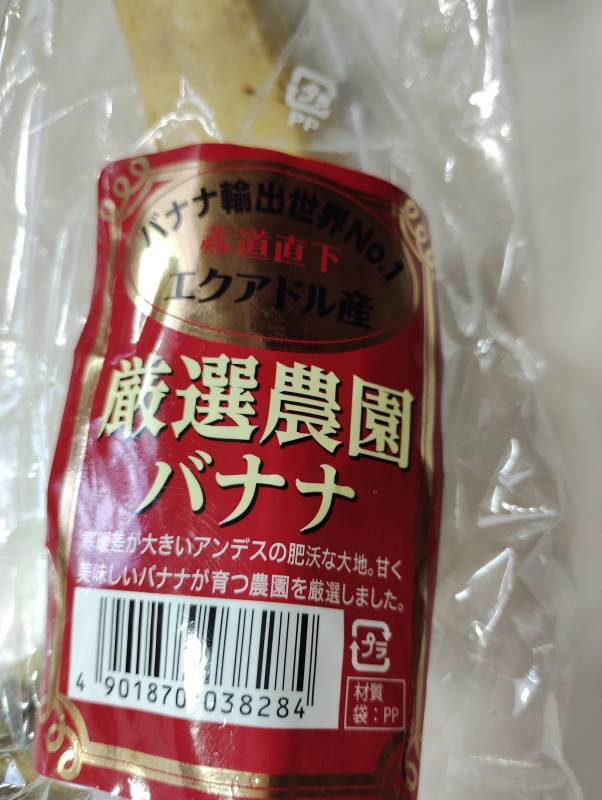 プラ
PP
バナナ輸出世界No.1
赤道直下
エクアドル産
厳選農園
バナナ
寒暖差が大きいアンデスの肥沃な大地。甘く
美味しいバナナが育つ農園を厳選しました。
プラ
材質
袋:PP
4 901870 038284